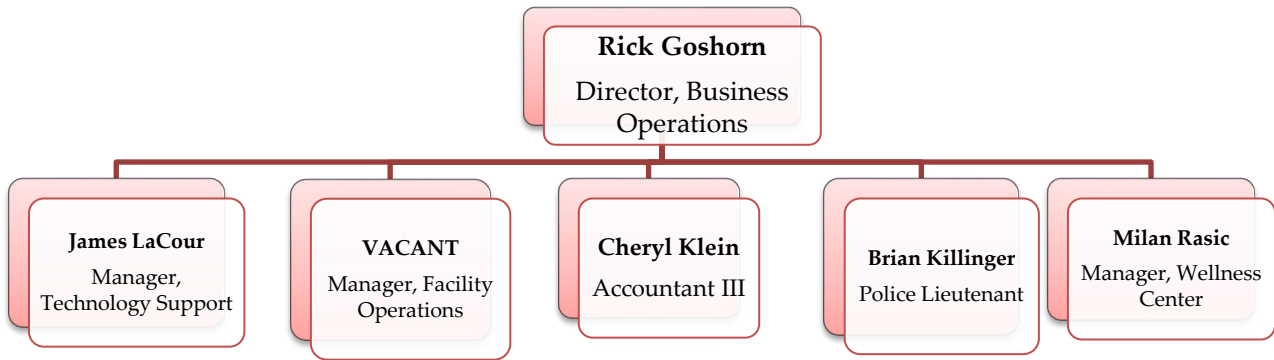 Rick Goshorn
Director, Business
Operations
James LaCour
Manager,
Technology Support
VACANT
Manager, Facility
Operations
Cheryl Klein
Accountant III
Brian Killinger
Police Lieutenant
Milan Rasic
Manager, Wellness
Center